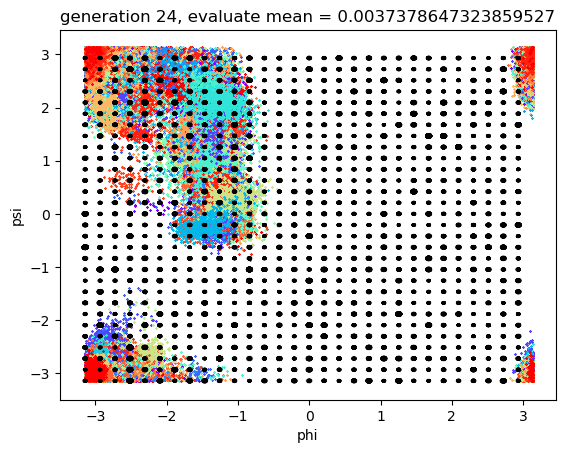 generation 24, evaluate mean = 0.0037378647323859527
3
2
1
0
−1
−2
−3
psi
−3 −2 −1 0 1 2 3
phi